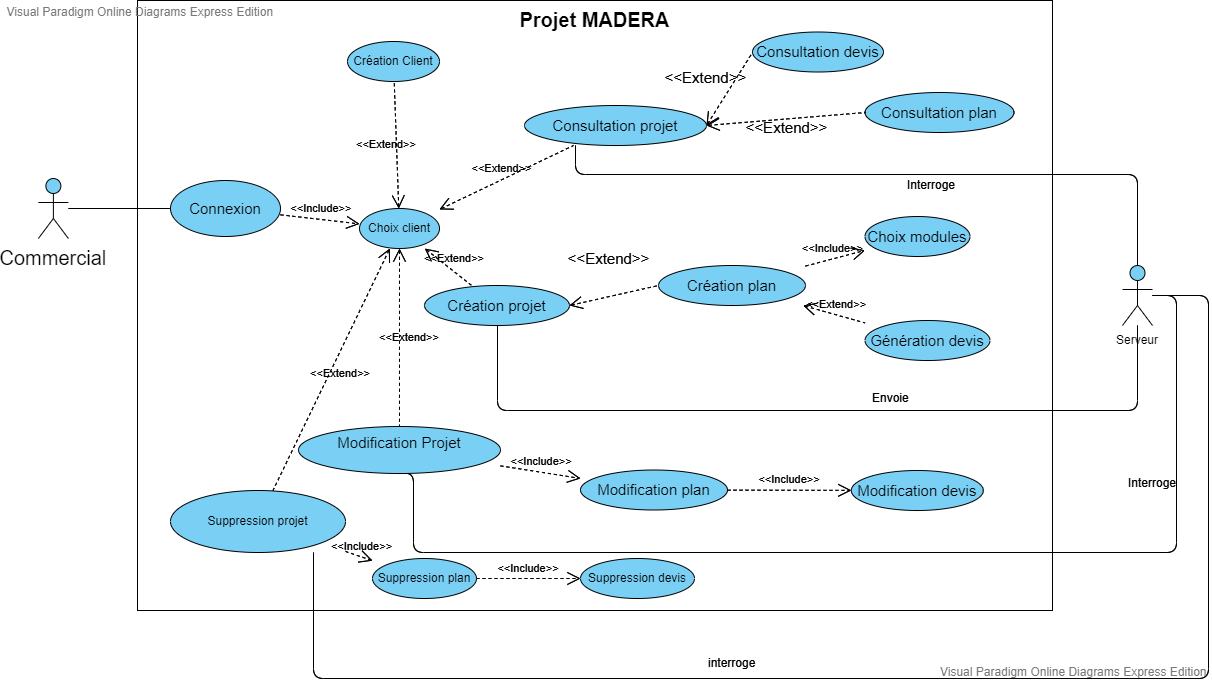 Visual Paradigm Online Diagrams Express Edition
Projet MADERA
Création Client
Consultation devis
<<Extend>>
Consultation plan
<<Extend>>
Consultation projet
<<Extend>>
<<Extend>>
Interroge
Connexion
<<Include>>
Choix client
Commercial
Choix modules
<<Include>>
<<Extend>>
<<Extend>>
Création plan
Création projet
<<Extend>>
Génération devis
Serveur
<<Extend>>
<<Extend>>
Envoie
Modification Projet
<<Include>>
Modification plan
<<Include>>
Modification devis
Interroge
Suppression projet
<<Include>>
Suppression plan
<<Include>>
Suppression devis
interroge
Visual Paradigm Online Diagrams Express Edition